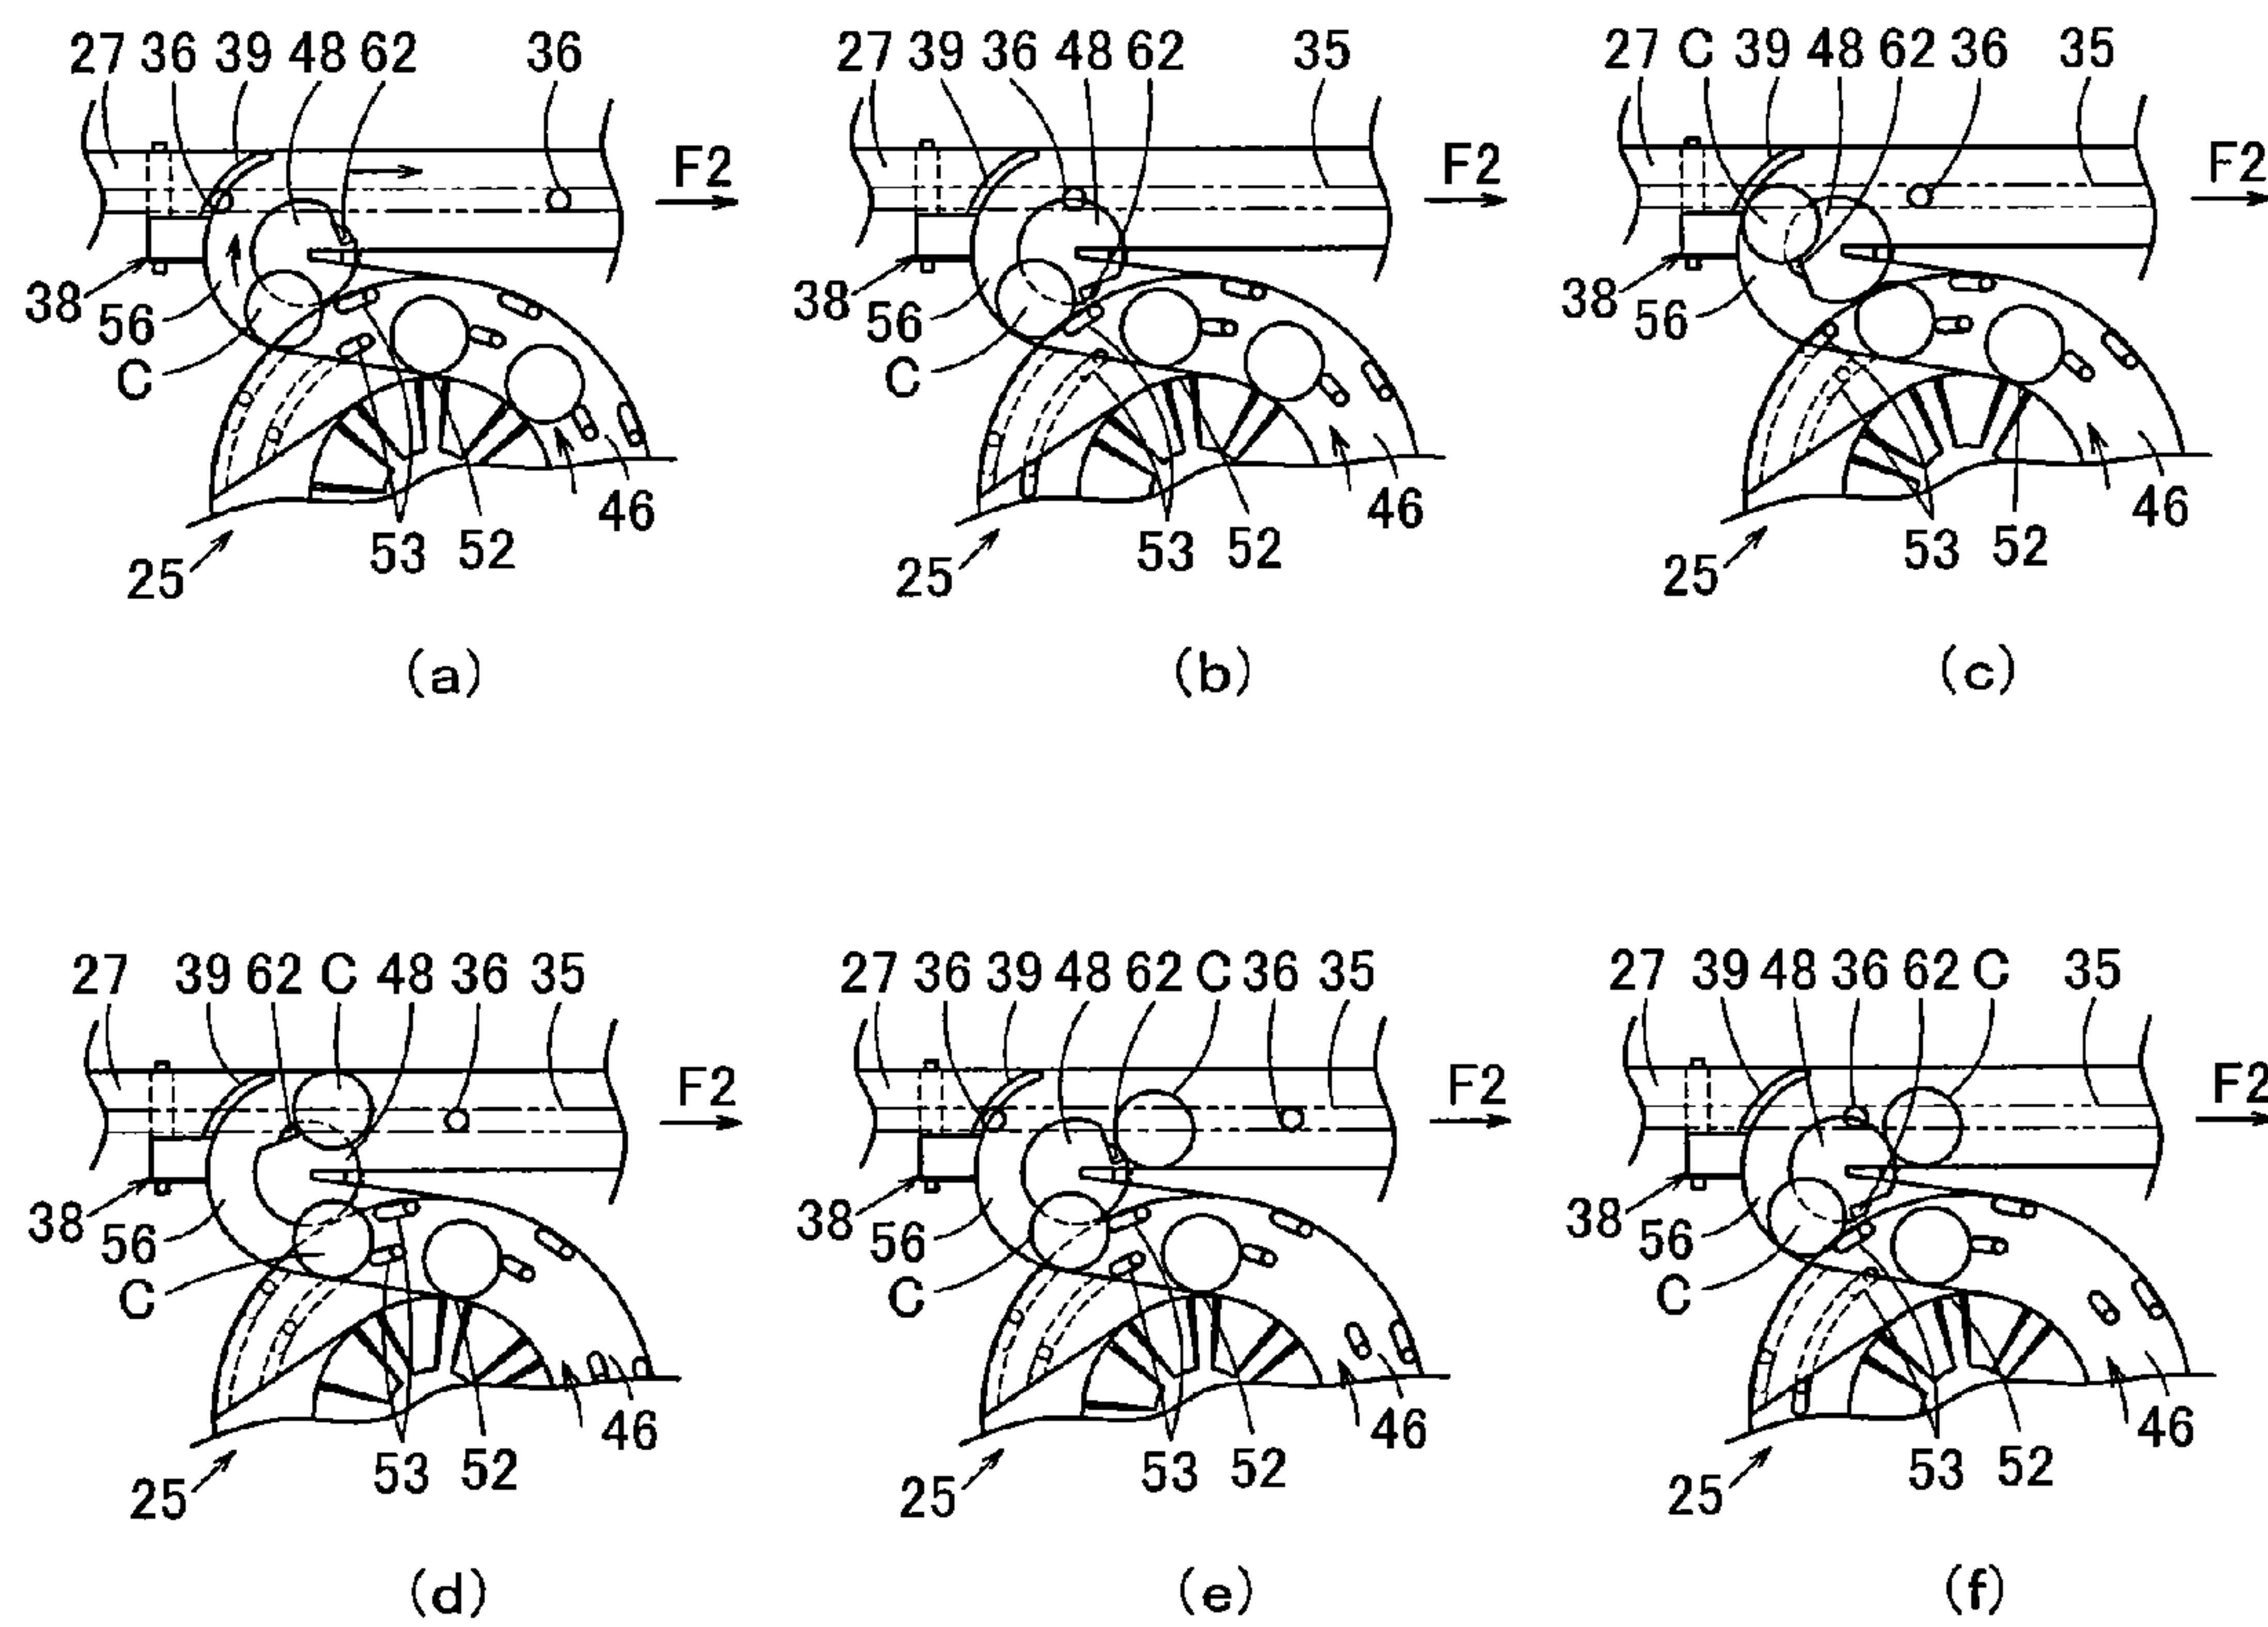 27 36 39 48 62 36
27 39 36 48 62 35
27 C 39 48 62 36 35
F2 F2 F2
38 56 C 38 56 C 38 56
46 46 46
25 53 52 25 53 52 25 53 52
(a) (b) (c)
27 39 62 C 48 36 35
27 36 39 48 62 C 36 35
27 39 48 36 62 C 35
F2 F2 F2
38 56 C 38 56 C 38 56 C
46 46 46
25 53 52 25 53 52 25 53 52
(d) (e) (f)